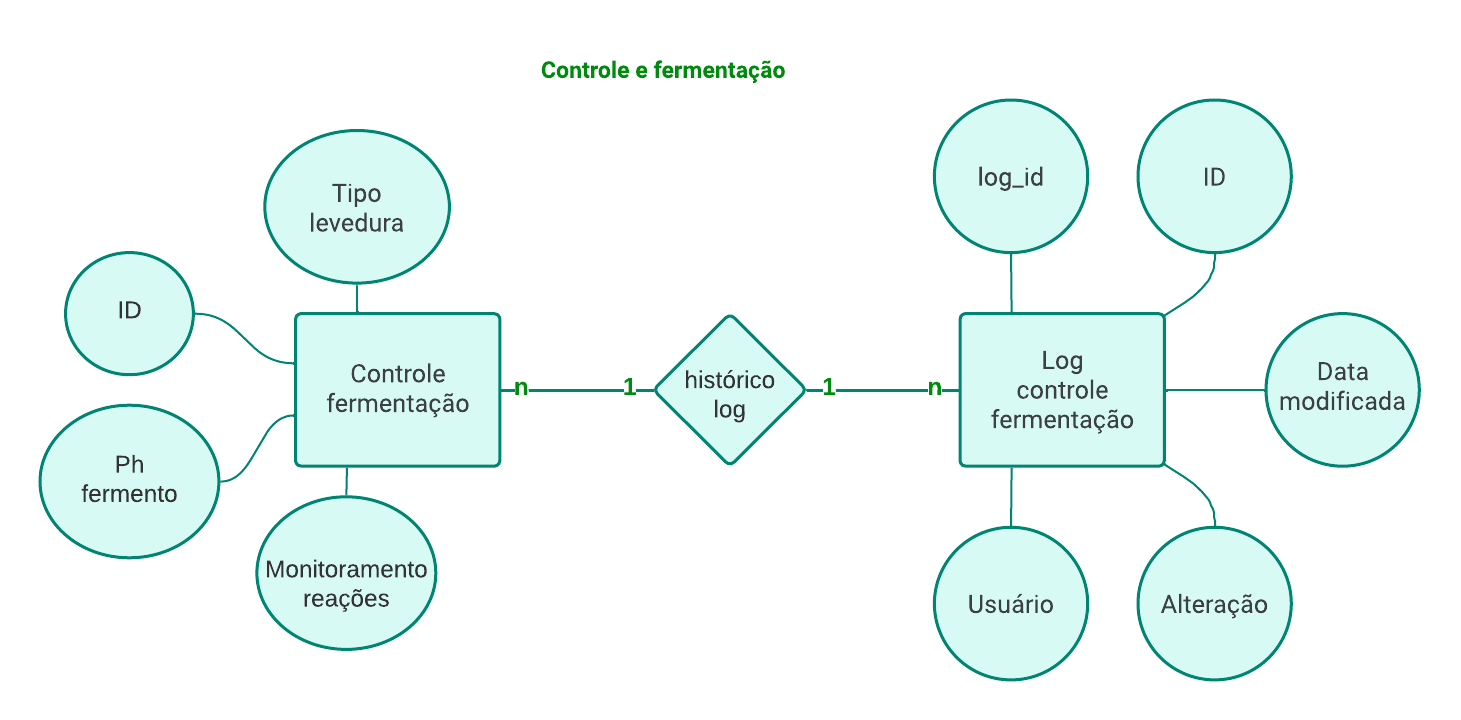 Controle e fermentação
Tipo
levedura
ID
Ph
fermento
Monitoramento
reações
Controle
fermentação
n
1
histórico
log
1
n
Log
controle
fermentação
log_id
ID
Data
modificada
Usuário
Alteração